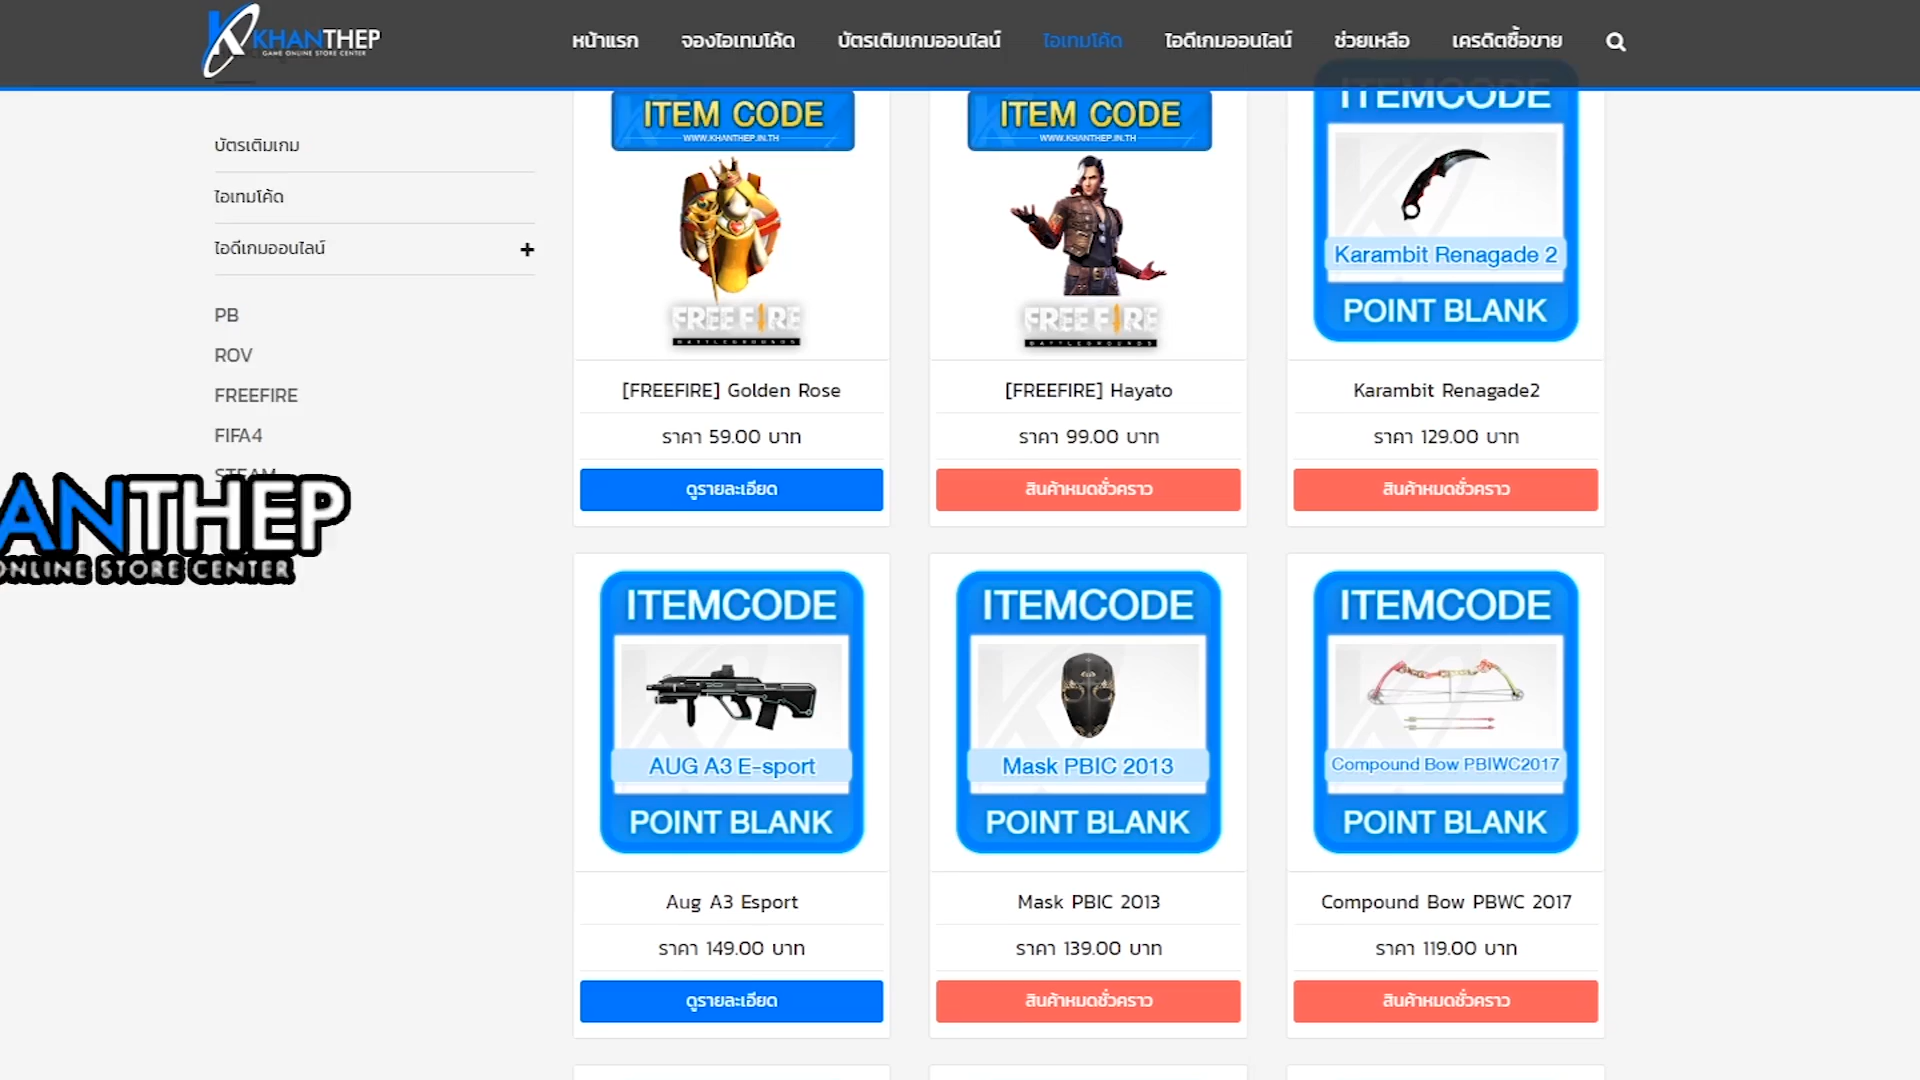 KHANTHEP
GAME ONLINE STORE CENTER
หน้าแรก จองไอเทมโค้ด บัตรเติมเกมออนไลน์ ไอเทมโค้ด ไอดีเกมออนไลน์ ช่วยเหลือ เครดิตซื้อขาย
บัตรเติมเกม
ไอเทมโค้ด
ไอดีเกมออนไลน์
PB
ROV
FREEFIRE
FIFA4
STEAM
ANTHEP
ONLINE STORE CENTER
ITEM CODE
WWW.KHANTHEP.IN.TH
FREE FIRE
BATTLEGROUNDS
[FREEFIRE] Golden Rose
ราคา 59.00 บาท
ดูรายละเอียด
ITEM CODE
WWW.KHANTHEP.IN.TH
FREE FIRE
BATTLEGROUNDS
[FREEFIRE] Hayato
ราคา 99.00 บาท
สินค้าหมดชั่วคราว
ITEMCODE
Karambit Renagade 2
POINT BLANK
Karambit Renagade2
ราคา 129.00 บาท
สินค้าหมดชั่วคราว
ITEMCODE
AUG A3 E-sport
POINT BLANK
Aug A3 Esport
ราคา 149.00 บาท
ดูรายละเอียด
ITEMCODE
Mask PBIC 2013
POINT BLANK
Mask PBIC 2013
ราคา 139.00 บาท
สินค้าหมดชั่วคราว
ITEMCODE
Compound Bow PBIWC2017
POINT BLANK
Compound Bow PBWC 2017
ราคา 119.00 บาท
สินค้าหมดชั่วคราว